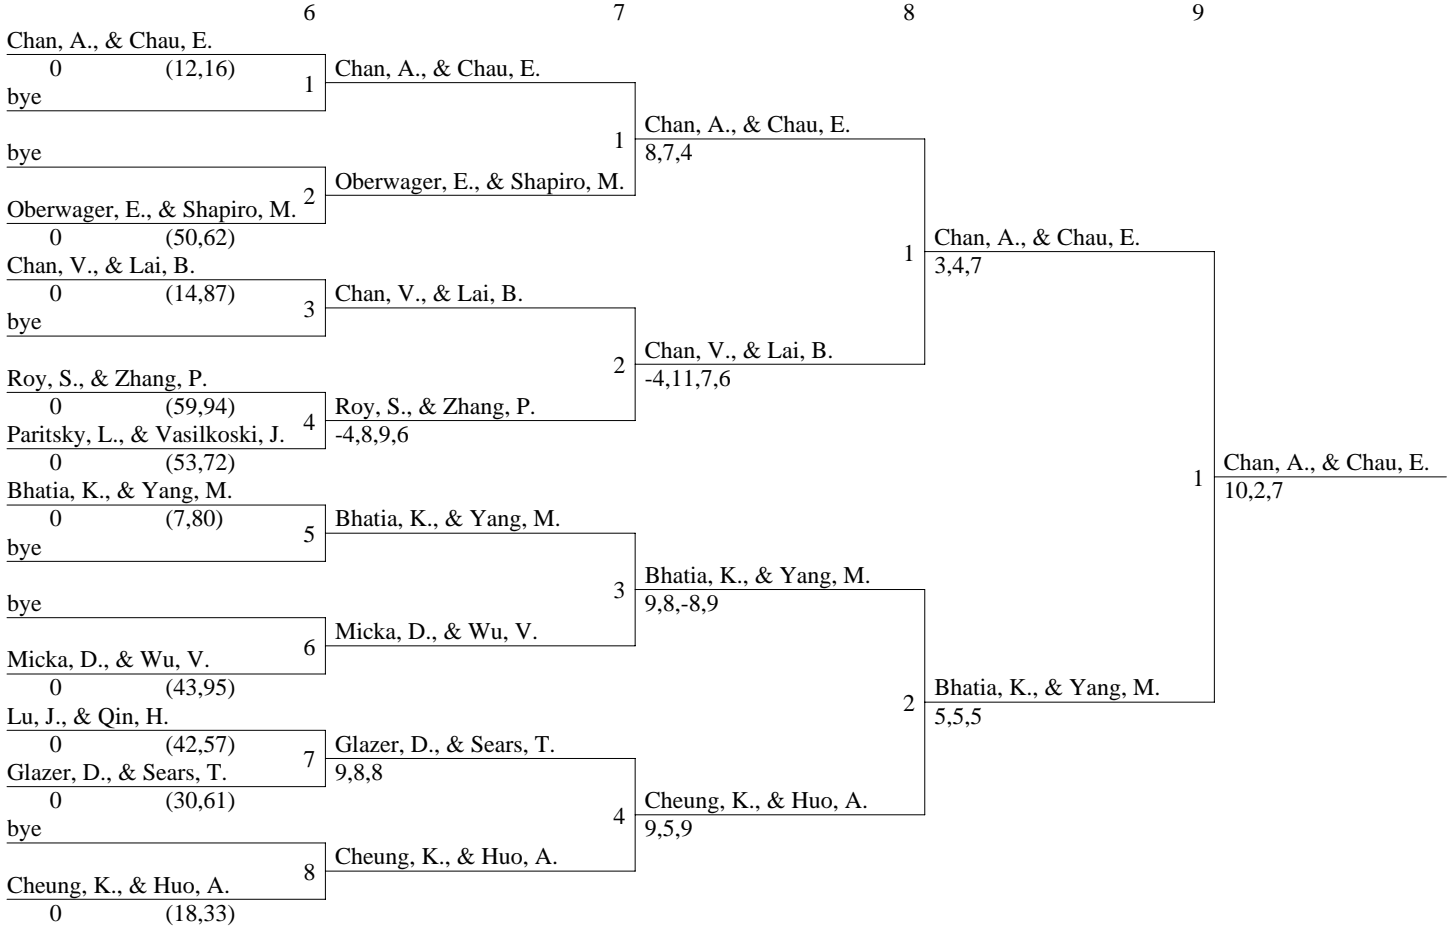 6 7 8 9
Chan, A., & Chau, E.
0 (12,16)
1
Chan, A., & Chau, E.
bye
1
Chan, A., & Chau, E.
8,7,4
bye
2
Oberwager, E., & Shapiro, M.
Oberwager, E., & Shapiro, M.
0 (50,62)
1
Chan, A., & Chau, E.
3,4,7
Chan, V., & Lai, B.
0 (14,87)
3
Chan, V., & Lai, B.
bye
2
Chan, V., & Lai, B.
-4,11,7,6
Roy, S., & Zhang, P.
0 (59,94)
4
Roy, S., & Zhang, P.
-4,8,9,6
Paritsky, L., & Vasilkoski, J.
0 (53,72)
1
Chan, A., & Chau, E.
10,2,7
Bhatia, K., & Yang, M.
0 (7,80)
5
Bhatia, K., & Yang, M.
bye
3
Bhatia, K., & Yang, M.
9,8,-8,9
bye
6
Micka, D., & Wu, V.
Micka, D., & Wu, V.
0 (43,95)
2
Bhatia, K., & Yang, M.
5,5,5
Lu, J., & Qin, H.
0 (42,57)
7
Glazer, D., & Sears, T.
9,8,8
Glazer, D., & Sears, T.
0 (30,61)
4
Cheung, K., & Huo, A.
9,5,9
bye
8
Cheung, K., & Huo, A.
Cheung, K., & Huo, A.
0 (18,33)